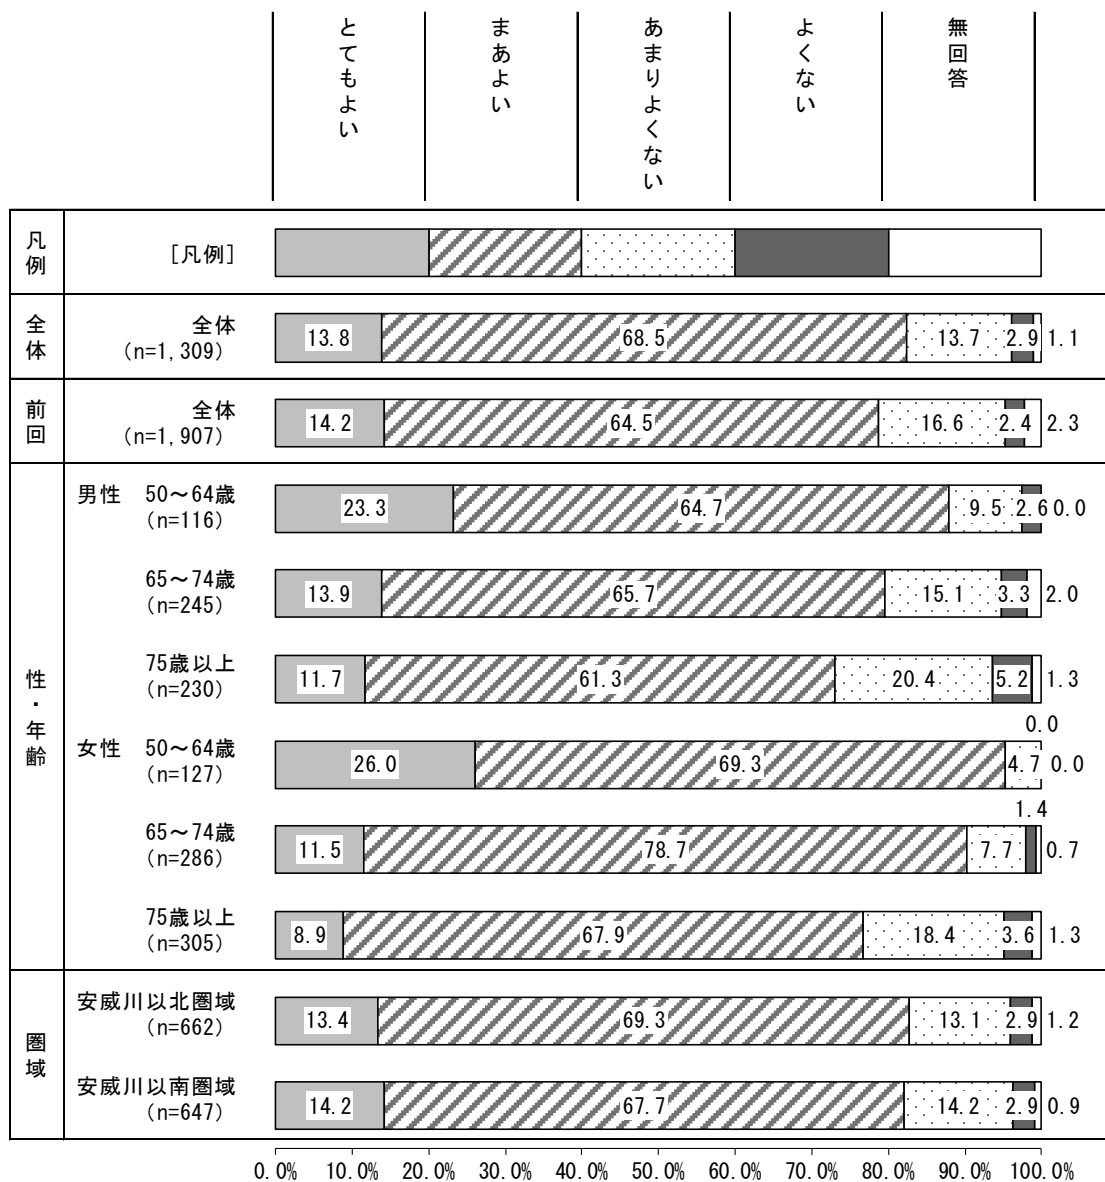 とてもよい
まあよい
あまりよくない
よくない
無回答
凡例
[凡例]
全体
全体
(n=1,309)
13.8
68.5
13.7
2.9
1.1
前回
全体
(n=1,907)
14.2
64.5
16.6
2.4
2.3
性・年齢
男性 50～64歳
(n=116)
23.3
64.7
9.5
2.6
0.0
65～74歳
(n=245)
13.9
65.7
15.1
3.3
2.0
75歳以上
(n=230)
11.7
61.3
20.4
5.2
1.3
女性 50～64歳
(n=127)
26.0
69.3
4.7
0.0
0.0
65～74歳
(n=286)
11.5
78.7
7.7
1.4
0.7
75歳以上
(n=305)
8.9
67.9
18.4
3.6
1.3
圏域
安威川以北圏域
(n=662)
13.4
69.3
13.1
2.9
1.2
安威川以南圏域
(n=647)
14.2
67.7
14.2
2.9
0.9
0.0% 10.0% 20.0% 30.0% 40.0% 50.0% 60.0% 70.0% 80.0% 90.0% 100.0%